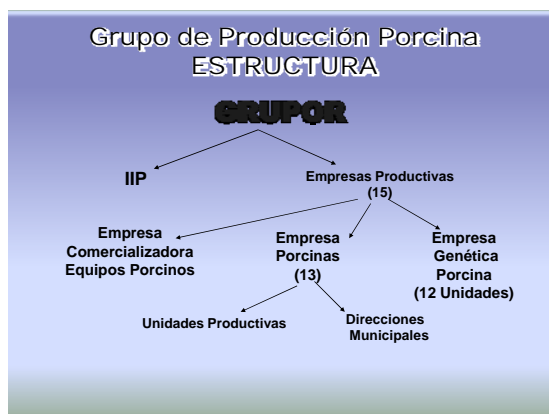 Grupo de Producción Porcina
ESTRUCTURA
GRUPOR
IIP
Empresas Productivas
(15)
Empresa
Comercializadora
Equipos Porcinos
Empresa
Porcinas
(13)
Empresa
Genética
Porcina
(12 Unidades)
Unidades Productivas
Direcciones
Municipales